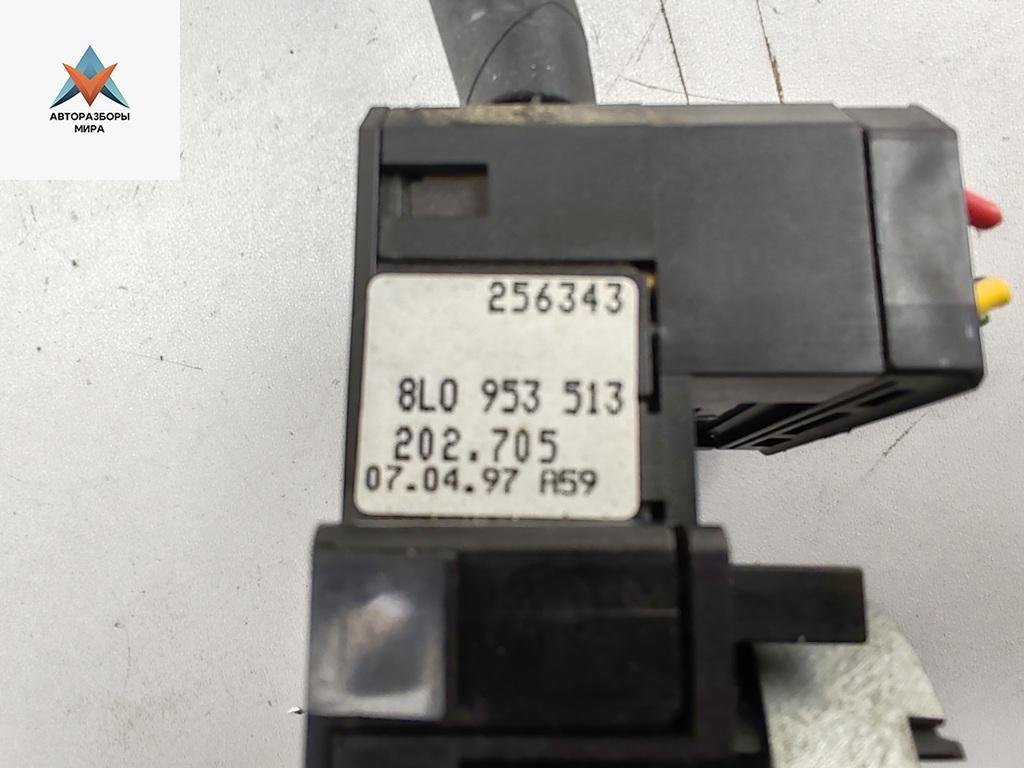 АВТОРАЗБОРЫ
МИРА
256343
8L0 953 513
202.705
07.04.97 A59